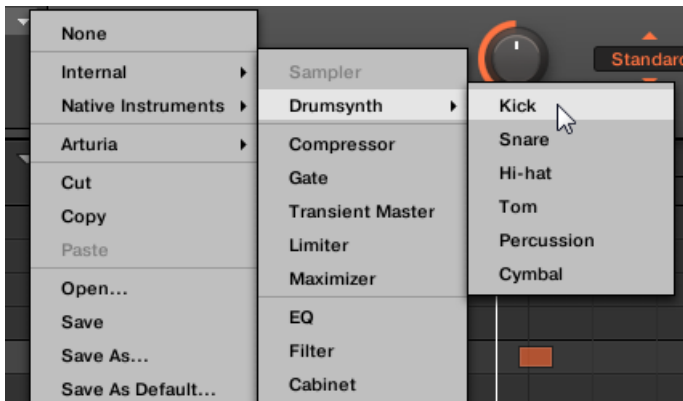 None
Internal
Native Instruments
Arturia
Cut
Copy
Paste
Open...
Save
Save As...
Save As Default...
Sampler
Drumsynth
Compressor
Gate
Transient Master
Limiter
Maximizer
EQ
Filter
Cabinet
Kick
Snare
Hi-hat
Tom
Percussion
Cymbal